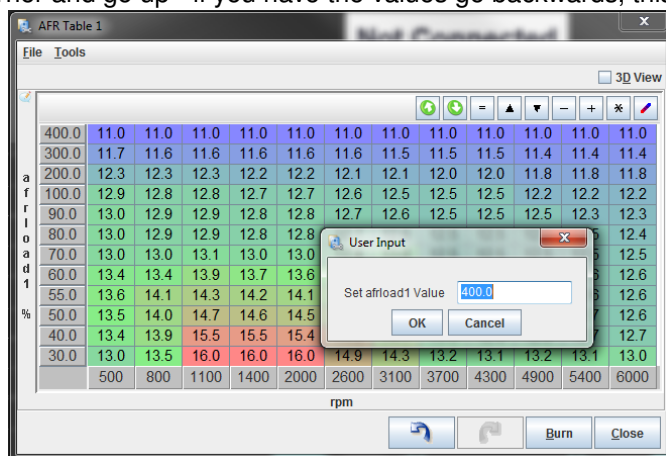 ner and go up - if you have the values go backwards, this
AFR Table 1
Not Connected
File Tools
3D View
= - + *
400.0 11.0 11.0 11.0 11.0 11.0 11.0 11.0 11.0 11.0 11.0 11.0 11.0
300.0 11.7 11.6 11.6 11.6 11.6 11.6 11.5 11.5 11.5 11.4 11.4 11.4
200.0 12.3 12.3 12.3 12.2 12.2 12.1 12.1 12.0 12.0 11.8 11.8 11.8
100.0 12.9 12.8 12.8 12.7 12.7 12.6 12.5 12.5 12.5 12.2 12.2 12.2
90.0 13.0 12.9 12.9 12.8 12.8 12.7 12.6 12.5 12.5 12.5 12.3 12.3
80.0 13.0 12.9 12.9 12.8 12.8 12.4
70.0 13.0 13.0 13.1 13.0 13.0 12.5
60.0 13.4 13.4 13.9 13.7 13.6 12.6
55.0 13.6 14.1 14.3 14.2 14.1 12.6
50.0 13.5 14.0 14.7 14.6 14.5 12.6
40.0 13.4 13.9 15.5 15.5 15.4 12.7
30.0 13.0 13.5 16.0 16.0 16.0 14.9 14.3 13.2 13.1 13.2 13.1 13.0
500 800 1100 1400 2000 2600 3100 3700 4300 4900 5400 6000
rpm
afrload1 %
User Input
Set afrload1 Value 400.0
OK Cancel
Burn Close